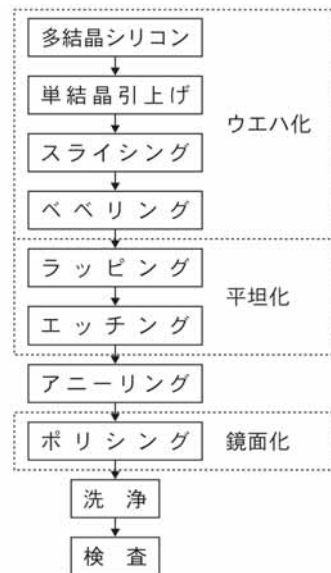 多結晶シリコン
単結晶引上げ
スライシング
ウエハ化
ベベリング
ラッピング
平坦化
エッチング
アニーリング
ポリシング
鏡面化
洗浄
検査